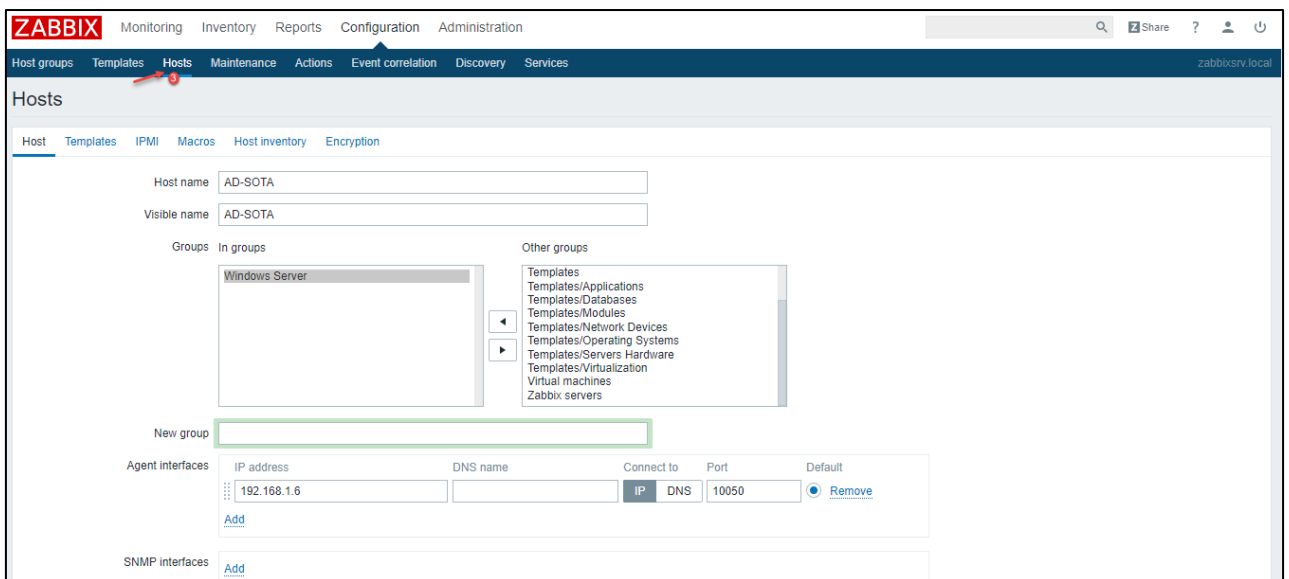 ZABBIX Monitoring Inventory Reports Configuration Administration Z Share ?
Host groups Templates Hosts Maintenance Actions Event correlation Discovery Services zabbixsrv.local
3
Hosts
Host Templates IPMI Macros Host inventory Encryption
Host name AD-SOTA
Visible name AD-SOTA
Groups In groups Other groups
Windows Server
Templates
Templates/Applications
Templates/Databases
Templates/Modules
Templates/Network Devices
Templates/Operating Systems
Templates/Servers Hardware
Templates/Virtualization
Virtual machines
Zabbix servers
New group
Agent interfaces IP address DNS name Connect to Port Default
192.168.1.6 IP DNS 10050 Remove
Add
SNMP interfaces Add